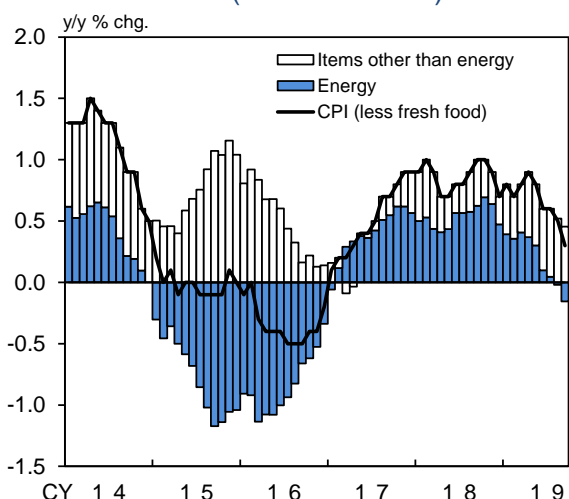 y/y % chg.
2.0
Items other than energy
Energy
1.5
CPI (less fresh food)
1.0
0.5
0.0
-0.5
-1.0
-1.5
CY 14 15 16 17 18 19